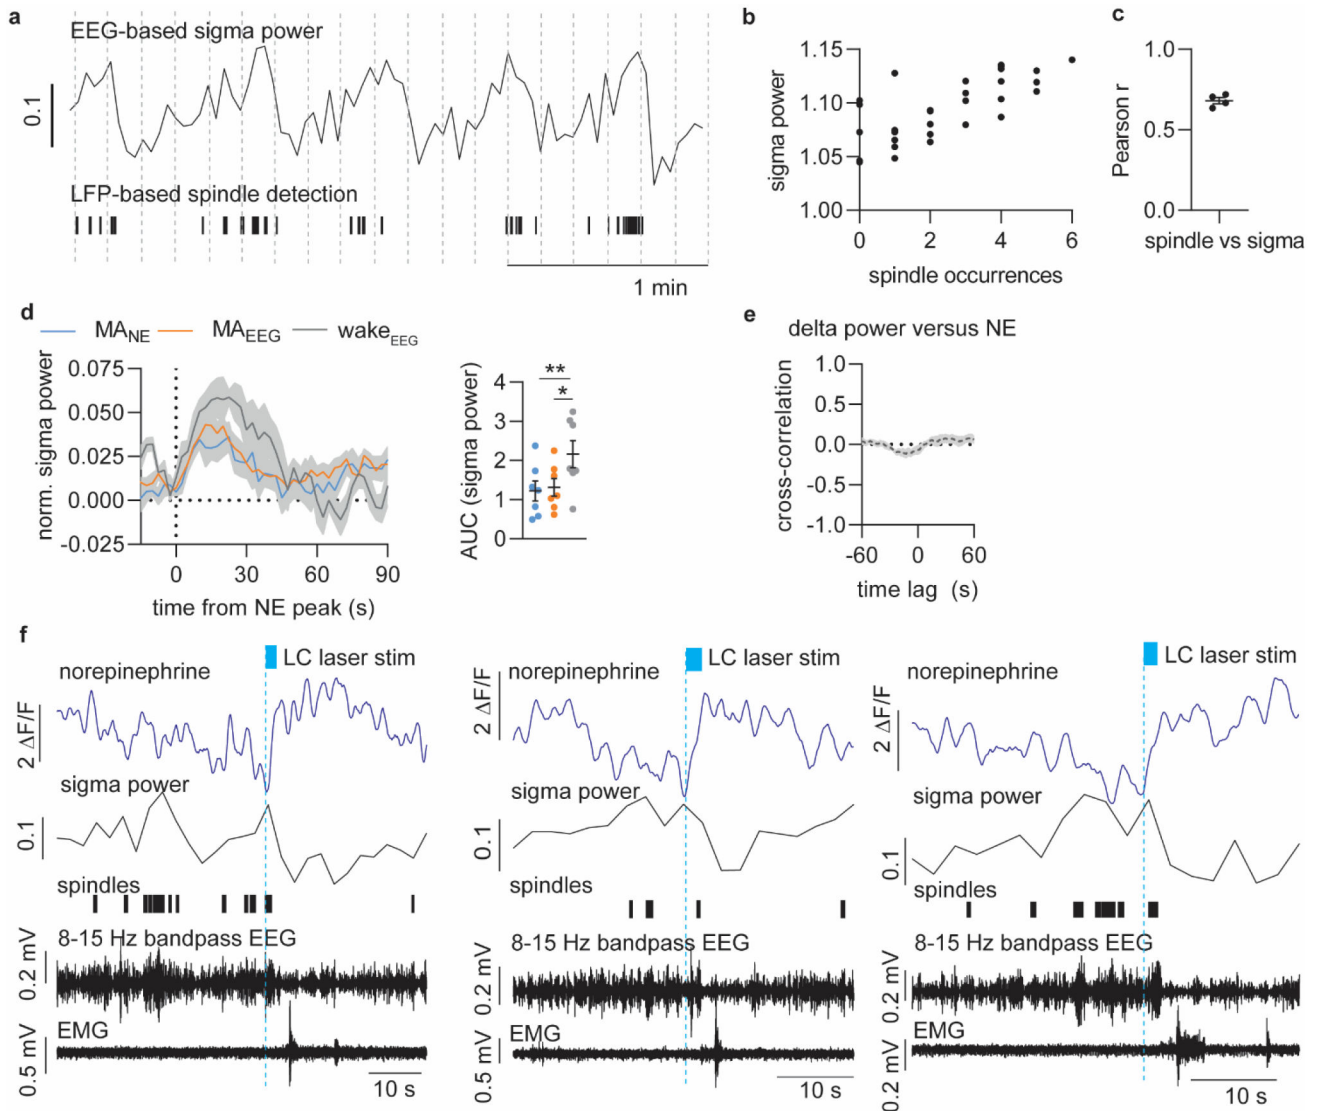 a
EEG-based sigma power
0.1
LFP-based spindle detection
1 min
b
1.15
1.10
1.05
1.00
sigma power
0 2 4 6
spindle occurrences
c
1.0
0.5
0.0
Pearson r
spindle vs sigma
d
MANE MAEEG wakeEEG
0.075
0.050
0.025
0.000
-0.025
norm. sigma power
0 30 60 90
time from NE peak (s)
** 
*
4
3
2
1
0
AUC (sigma power)
e
delta power versus NE
1.0
0.5
0.0
-0.5
-1.0
cross-correlation
-60 0 60
time lag (s)
f
LC laser stim
norepinephrine
2 ΔF/F
sigma power
0.1
spindles
8-15 Hz bandpass EEG
0.2 mV
EMG
0.5 mV
10 s
LC laser stim
norepinephrine
2 ΔF/F
sigma power
0.1
spindles
8-15 Hz bandpass EEG
0.2 mV
EMG
0.5 mV
10 s
LC laser stim
norepinephrine
2 ΔF/F
sigma power
0.1
spindles
8-15 Hz bandpass EEG
0.2 mV
EMG
0.2 mV
10 s